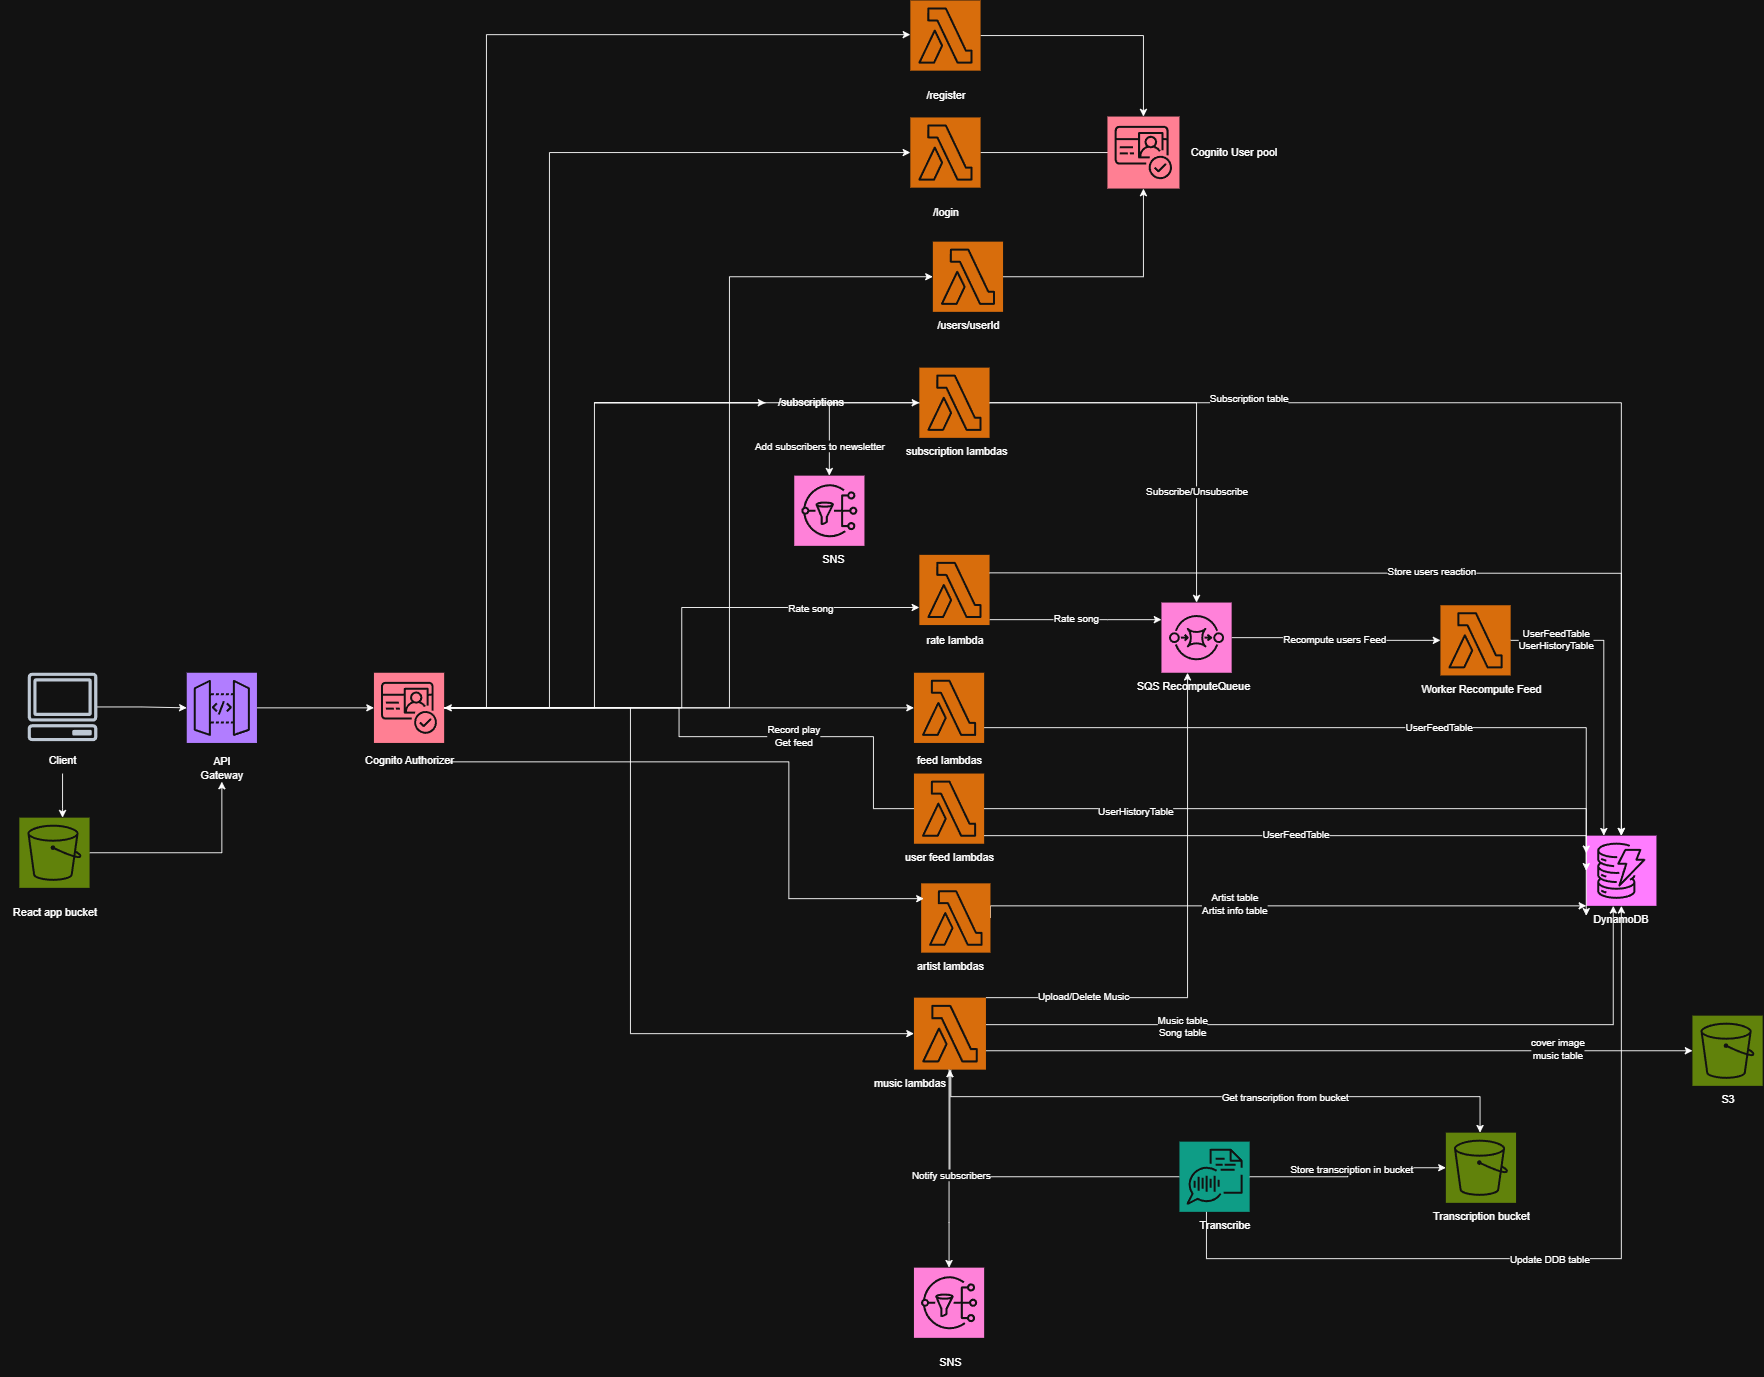 /register
Cognito User pool
/login
/users/userId
/subscriptions
Subscription table
Add subscribers to newsletter
subscription lambdas
Subscribe/Unsubscribe
SNS
Store users reaction
Rate song
Rate song
rate lambda
Recompute users Feed
UserFeedTable
UserHistoryTable
SQS RecomputeQueue
Worker Recompute Feed
Client
API
Gateway
Cognito Authorizer
Record play
Get feed
feed lambdas
UserFeedTable
UserHistoryTable
UserFeedTable
user feed lambdas
React app bucket
Artist table
Artist info table
DynamoDB
artist lambdas
Upload/Delete Music
Music table
Song table
cover image
music table
music lambdas
S3
Get transcription from bucket
Notify subscribers
Store transcription in bucket
Transcribe
Transcription bucket
Update DDB table
SNS